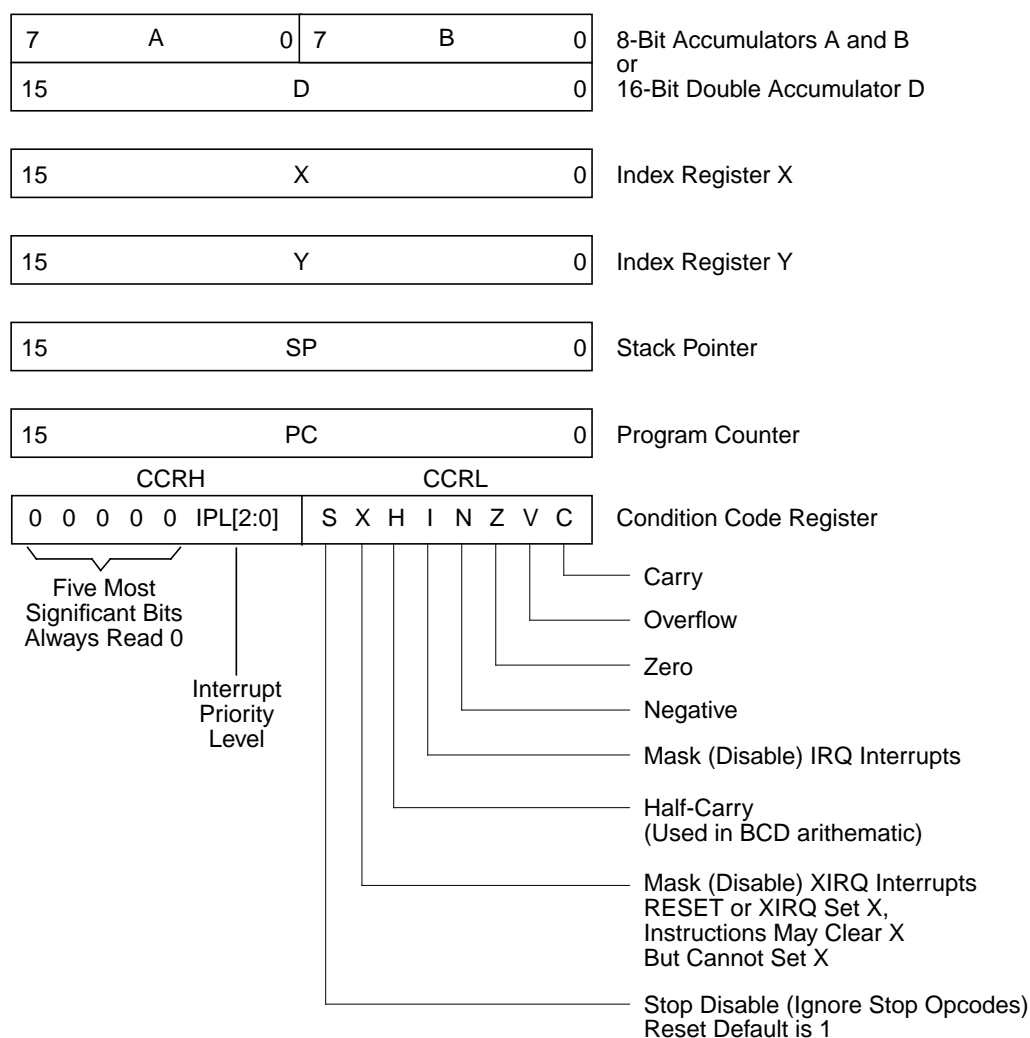 7 A 0 7 B 0 8-Bit Accumulators A and B
or
15 D 0 16-Bit Double Accumulator D
15 X 0 Index Register X
15 Y 0 Index Register Y
15 SP 0 Stack Pointer
15 PC 0 Program Counter
CCRH CCRL
0 0 0 0 0 IPL[2:0] S X H I N Z V C Condition Code Register
Five Most
Significant Bits
Always Read 0
Interrupt
Priority
Level
Carry
Overflow
Zero
Negative
Mask (Disable) IRQ Interrupts
Half-Carry
(Used in BCD arithematic)
Mask (Disable) XIRQ Interrupts
RESET or XIRQ Set X,
Instructions May Clear X
But Cannot Set X
Stop Disable (Ignore Stop Opcodes)
Reset Default is 1